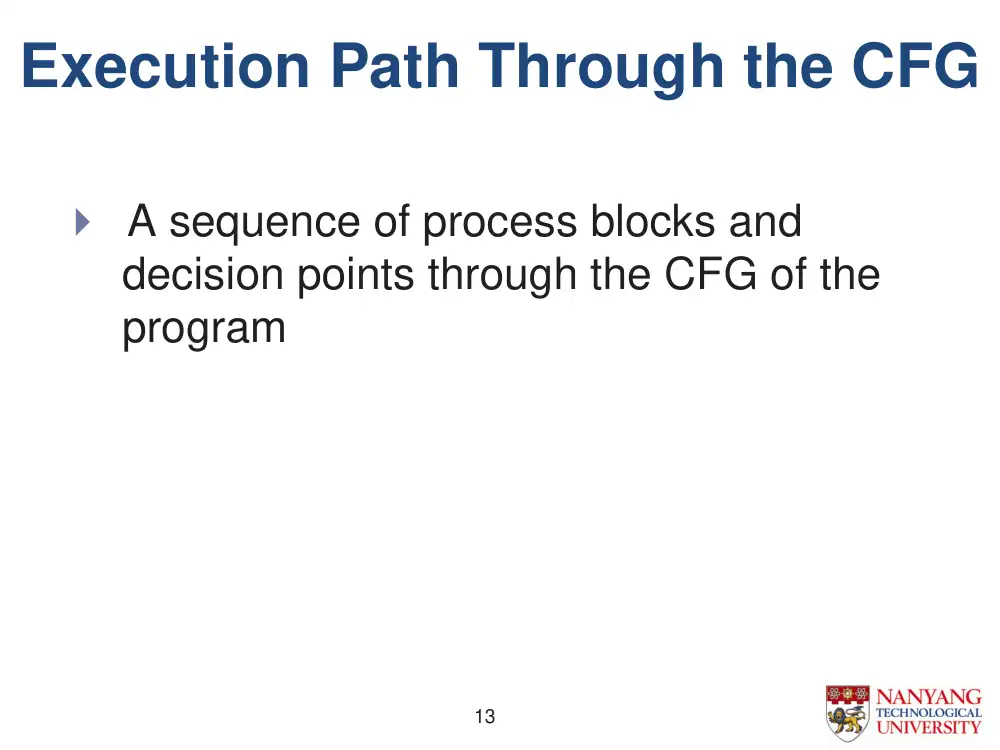 Execution Path Through the CFG
A sequence of process blocks and
decision points through the CFG of the
program
13
NANYANG
TECHNOLOGICAL
UNIVERSITY